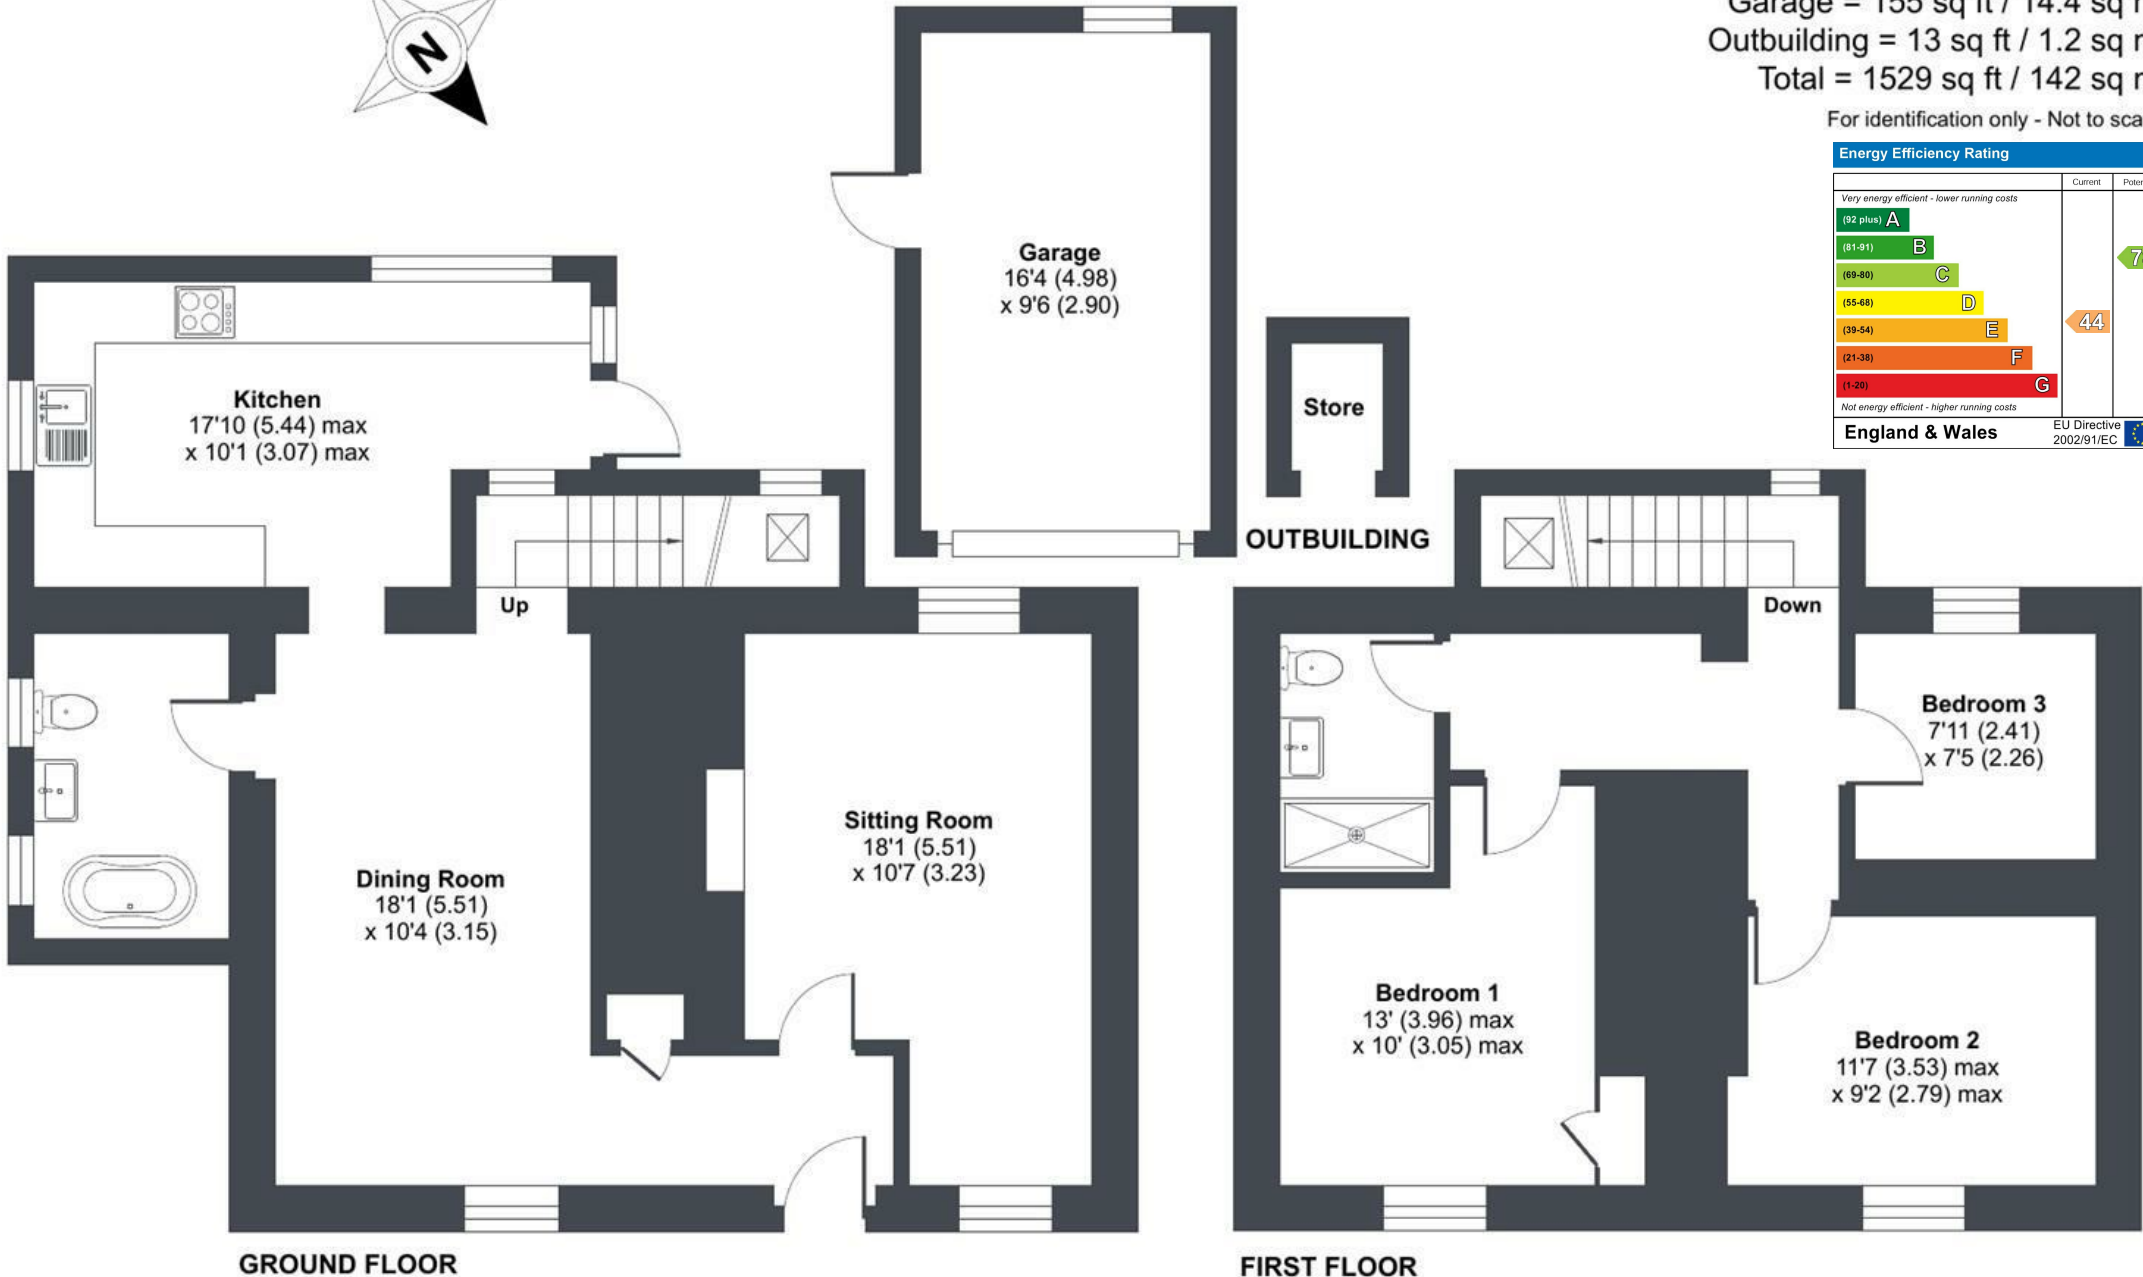 N
Garage = 155 sq ft / 14.4 sq
Outbuilding = 13 sq ft / 1.2 sq
Total = 1529 sq ft / 142 sq
For identification only - Not to
Energy Efficiency Rating
Current
Very energy efficient - lower running costs
(92 plus) A
(81-91) B
(69-80) C
(55-68) D
(39-54) E
(21-38) F
(1-20) G
44
Not energy efficient - higher running costs
England & Wales
EU Directive
2002/91/EC
Garage
16'4 (4.98)
x 9'6 (2.90)
Store
OUTBUILDING
Kitchen
17'10 (5.44) max
x 10'1 (3.07) max
Up
Dining Room
18'1 (5.51)
x 10'4 (3.15)
Sitting Room
18'1 (5.51)
x 10'7 (3.23)
GROUND FLOOR
Down
Bedroom 3
7'11 (2.41)
x 7'5 (2.26)
Bedroom 1
13' (3.96) max
x 10' (3.05) max
Bedroom 2
11'7 (3.53) max
x 9'2 (2.79) max
FIRST FLOOR